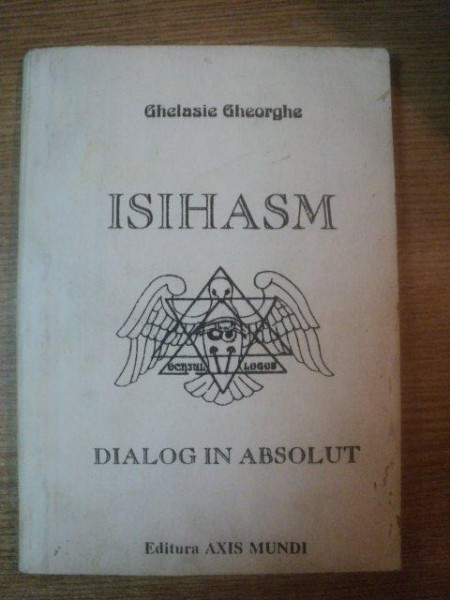 Ghelasie Gheorghe
ISIHASM
LOGOS
DIALOG IN ABSOLUT
Editura AXIS MUNDI